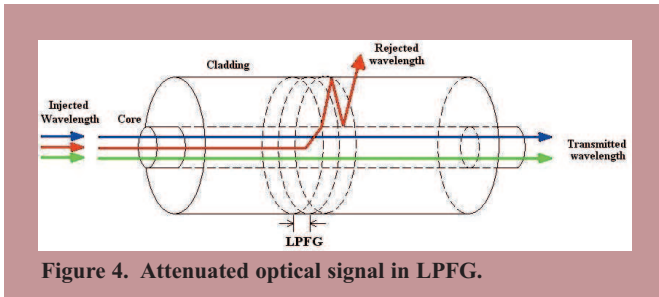 Rejected
wavelength
Cladding
Injected
Wavelength
Core
Transmitted
wavelength
LPFG
Figure 4. Attenuated optical signal in LPFG.